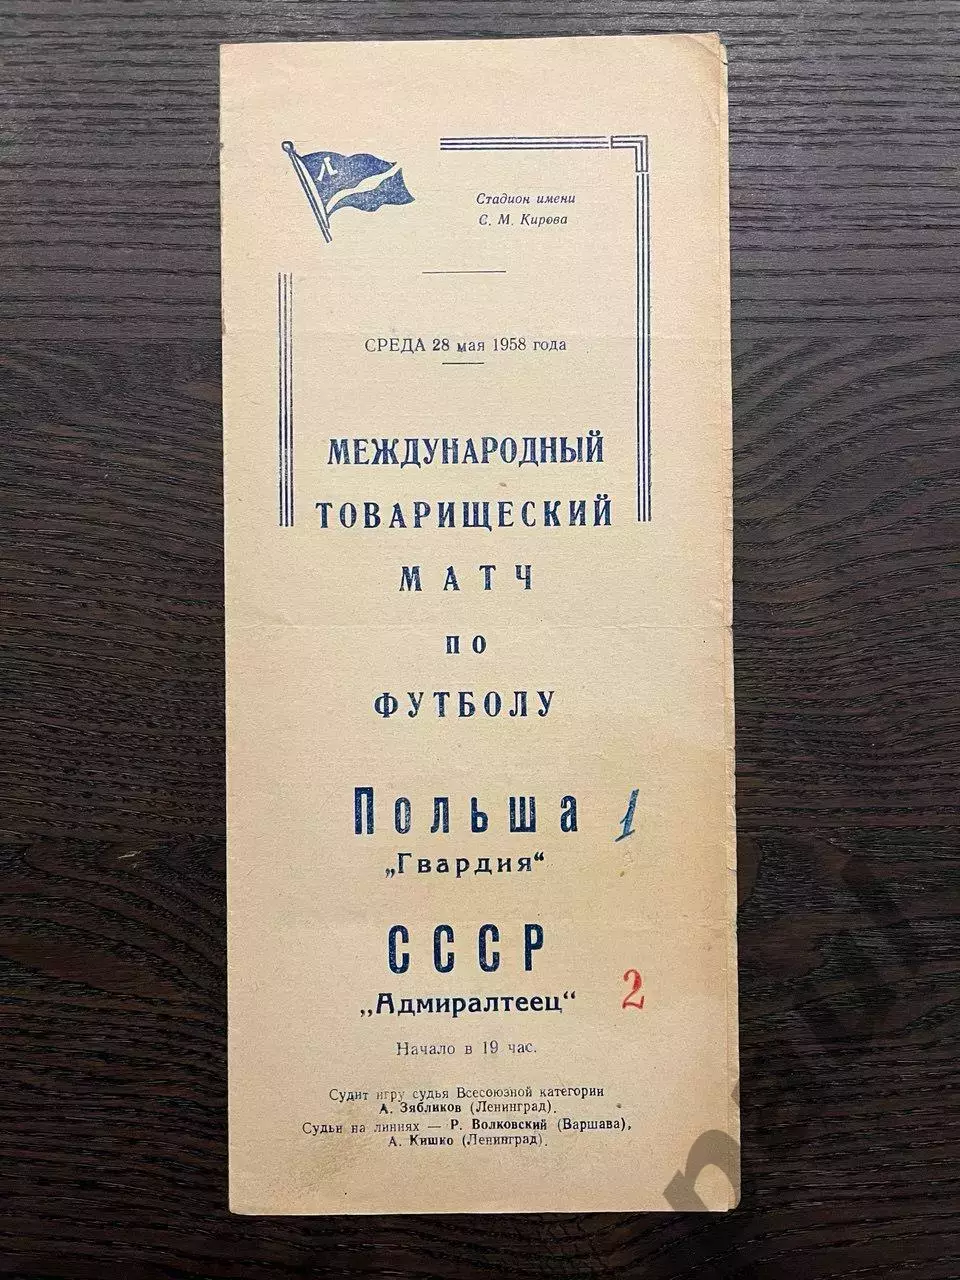 Л
Стадион имени
С. М. Кирова
СРЕДА 28 мая 1958 года
МЕЖДУНАРОДНЫЙ
ТОВАРИЩЕСКИЙ
МАТЧ
ПО
ФУТБОЛУ
ПОЛЬША 1
„Гвардия“
СССР
„Адмиралтеец“ 2
Начало в 19 час.
Судит игру судья Всесоюзной категории
А. Зябликов (Ленинград).
Судьи на линиях — Р. Волковский (Варшава),
А. Кишко (Ленинград).